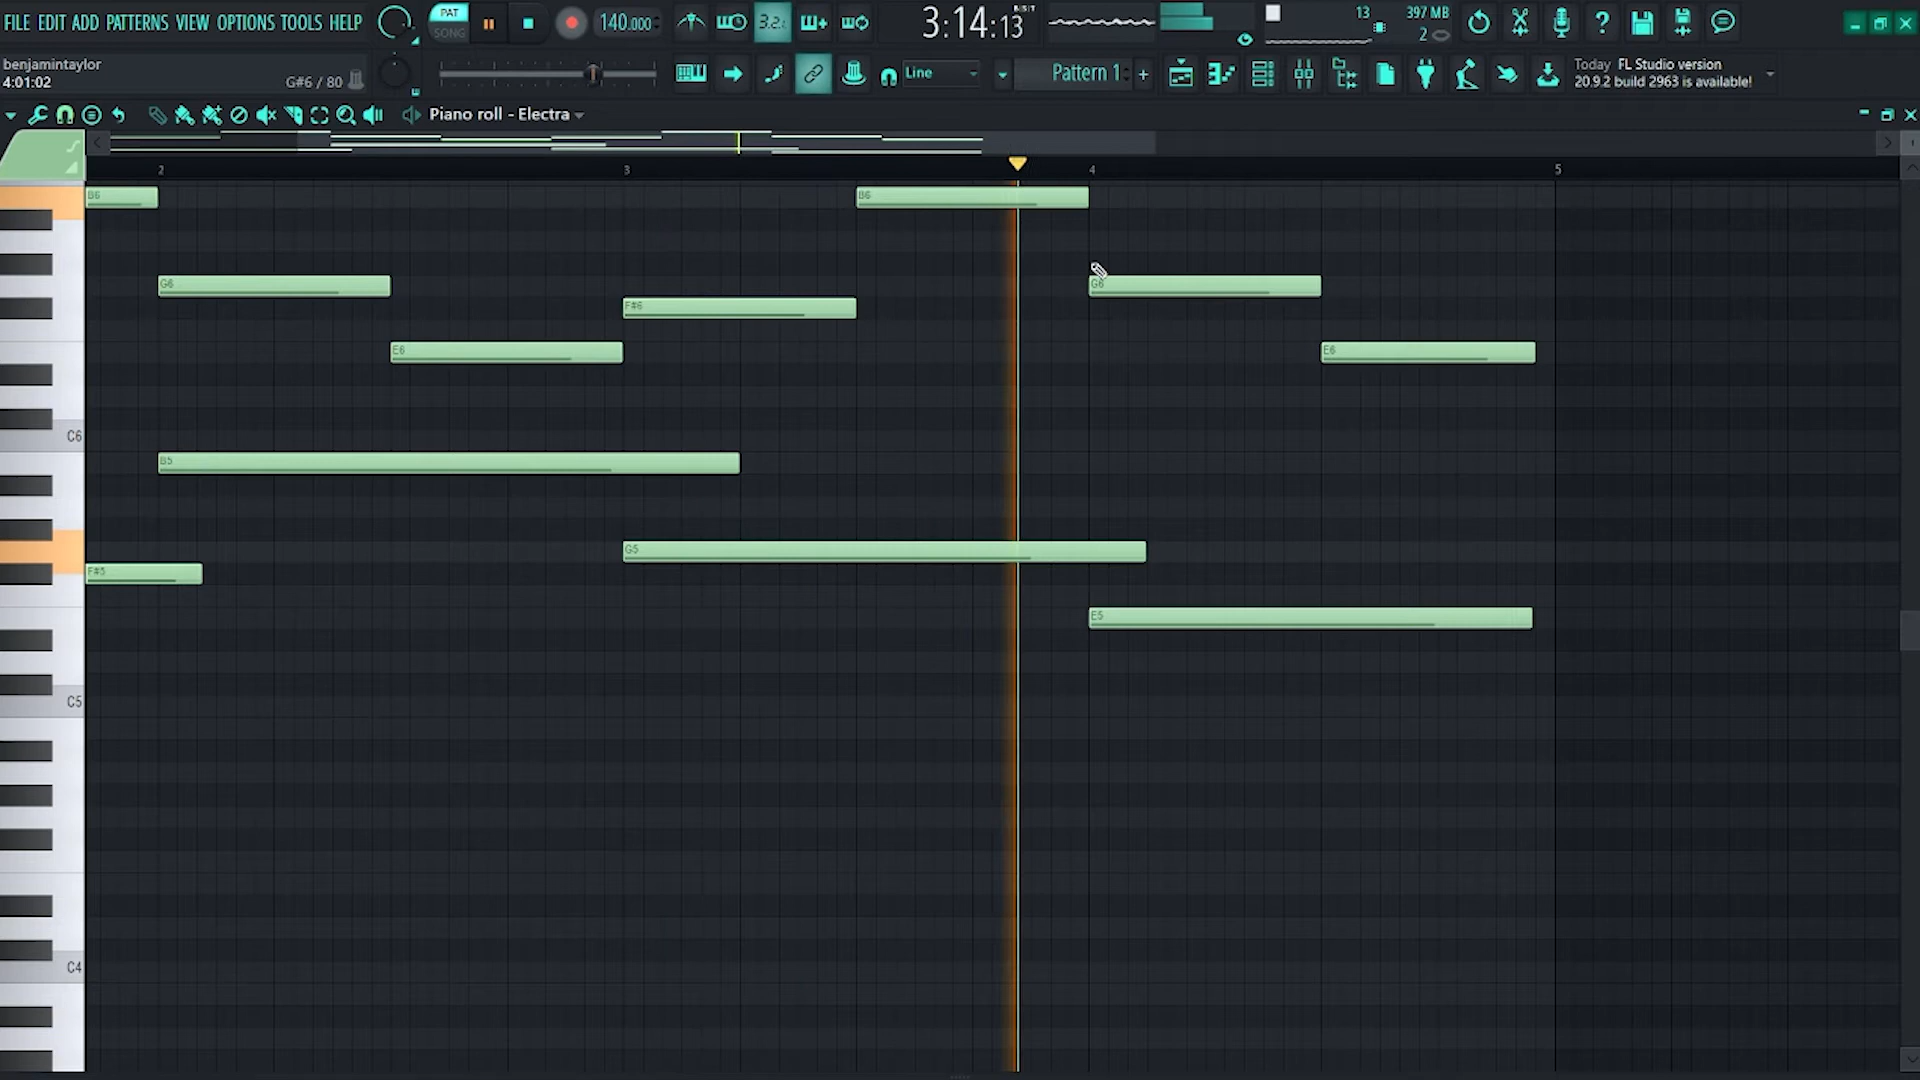 FILE EDIT ADD PATTERNS VIEW OPTIONS TOOLS HELP
PAT
SONG
140.000
3:14:13
B:S:T
13
397 MB
2
benjamintaylor
4:01:02
G#6 / 80
Line
Pattern 1
Today FL Studio version
20.9.2 build 2963 is available!
Piano roll - Electra
2 3 4 5
B6
B6
G6
G6
F#6
E6
E6
C6
B5
G5
F#5
E5
C5
C4